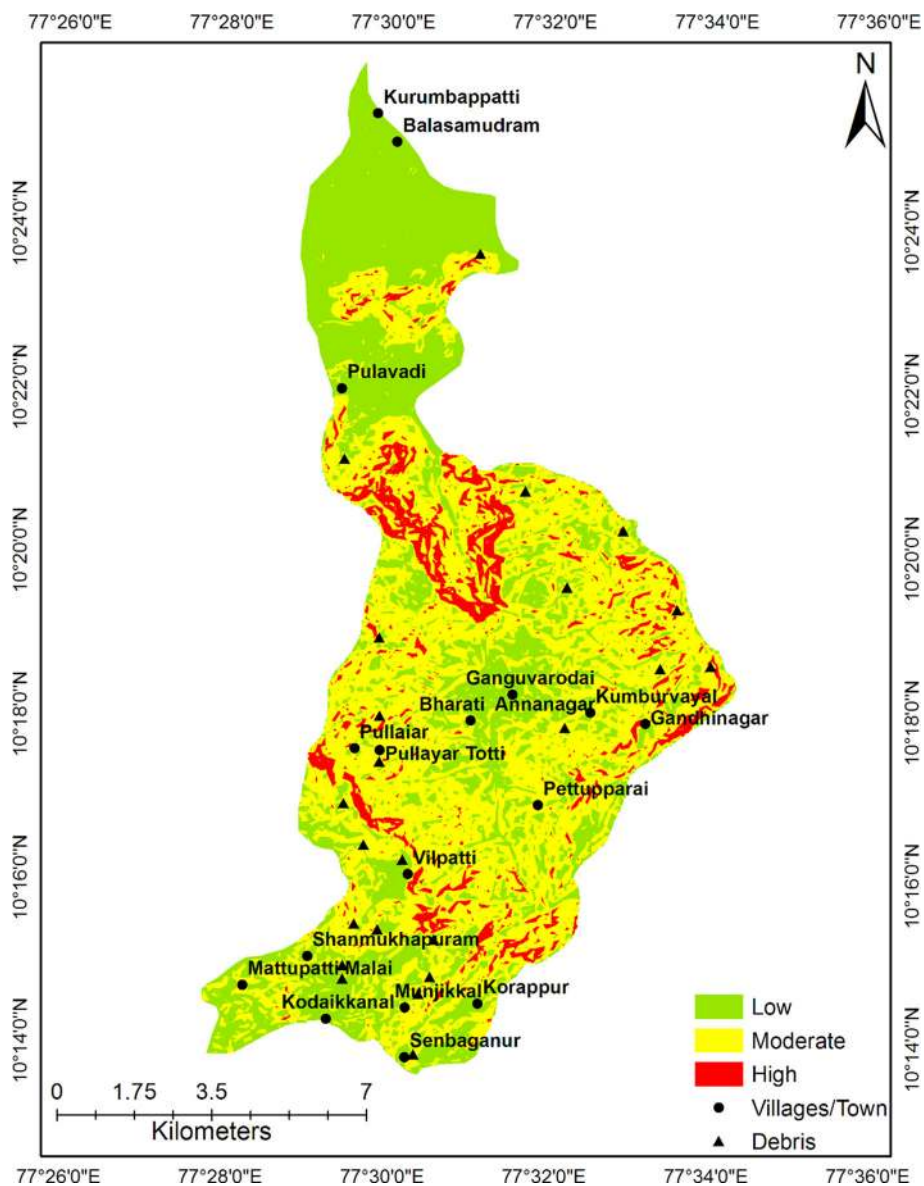 77°26'0"E 77°28'0"E 77°30'0"E 77°32'0"E 77°34'0"E 77°36'0"E
N
Kurumbappatti
Balasamudram
10°24'0"N 10°24'0"N
10°22'0"N 10°22'0"N
Pulavadi
10°20'0"N 10°20'0"N
Ganguvarodai
Bharati Annanagar Kumburvayal
10°18'0"N Gandhinagar 10°18'0"N
Pullaiar
Pullayar Totti
Pettupparai
10°16'0"N Vilpatti 10°16'0"N
Shanmukhapuram
Mattupatti Malai
Kodaikkanal Munjikkal Korappur
10°14'0"N Senbaganur 10°14'0"N
Low
Moderate
High
Villages/Town
Debris
0 1.75 3.5 7
Kilometers
77°26'0"E 77°28'0"E 77°30'0"E 77°32'0"E 77°34'0"E 77°36'0"E